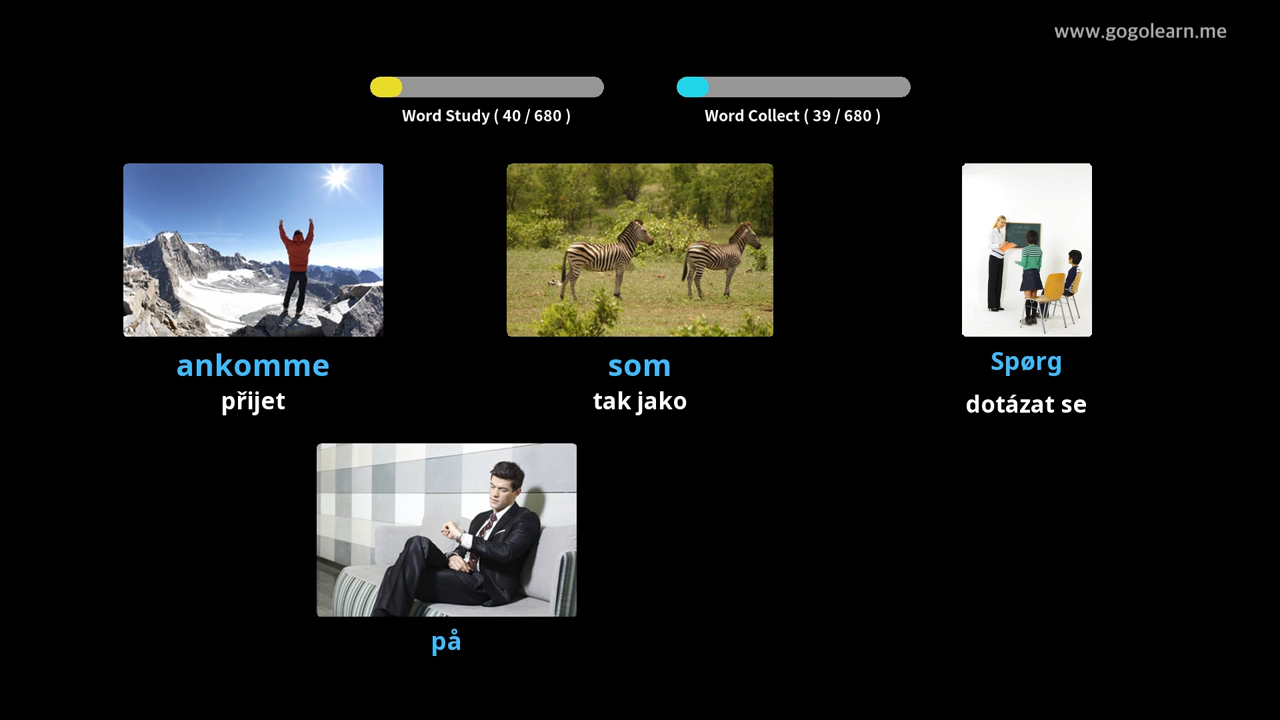 www.gogolearn.me
Word Study ( 40 / 680 )
Word Collect ( 39 / 680 )
ankomme
přijet
som
tak jako
Spørg
dotázat se
på